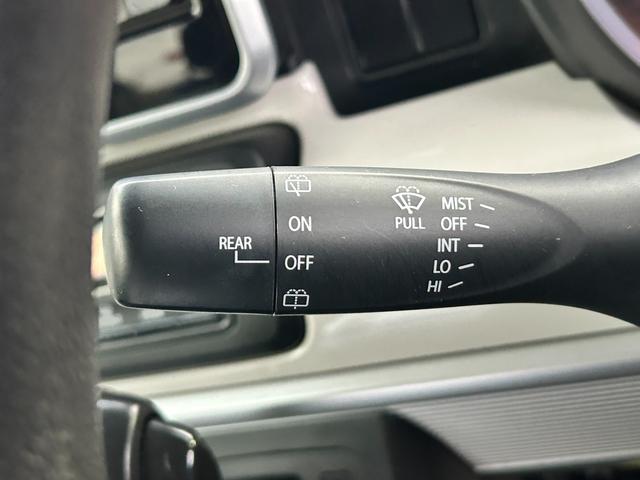 REAR
ON
OFF
PULL
MIST
OFF
INT
LO
HI